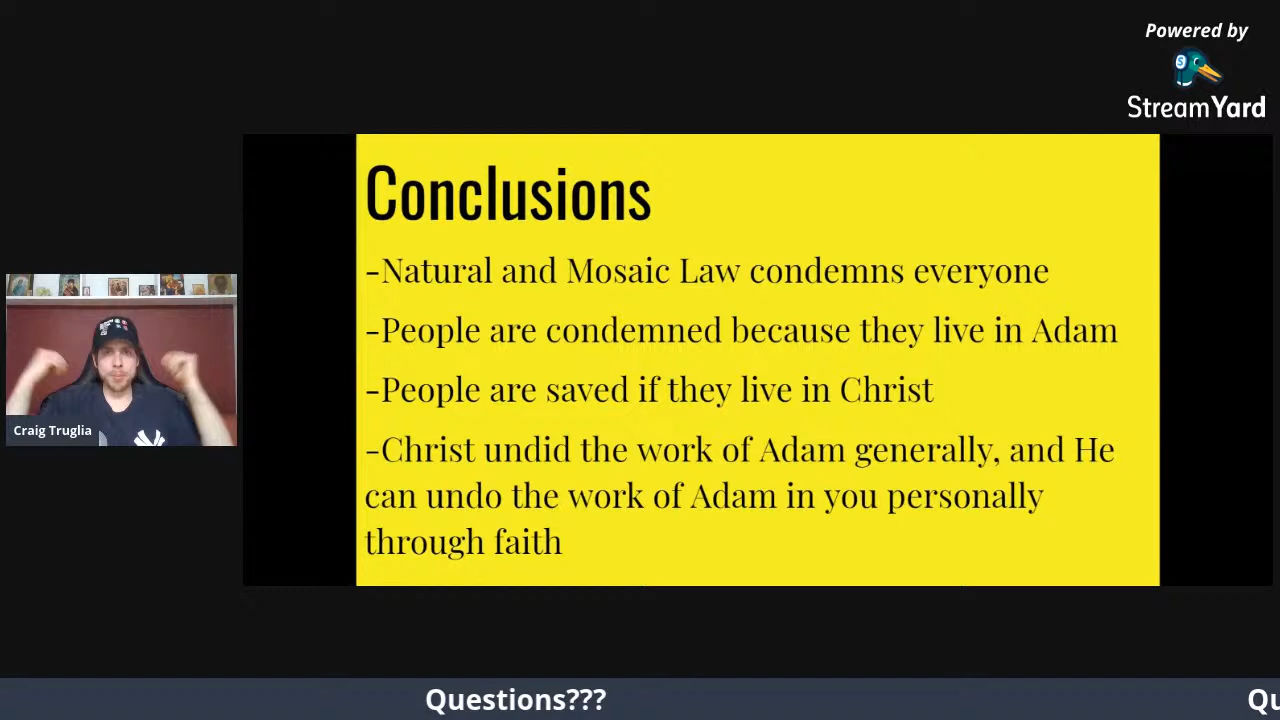 Powered by
StreamYard
Conclusions
-Natural and Mosaic Law condemns everyone
-People are condemned because they live in Adam
-People are saved if they live in Christ
-Christ undid the work of Adam generally, and He
can undo the work of Adam in you personally
through faith
Craig Truglia
Questions???
Qu